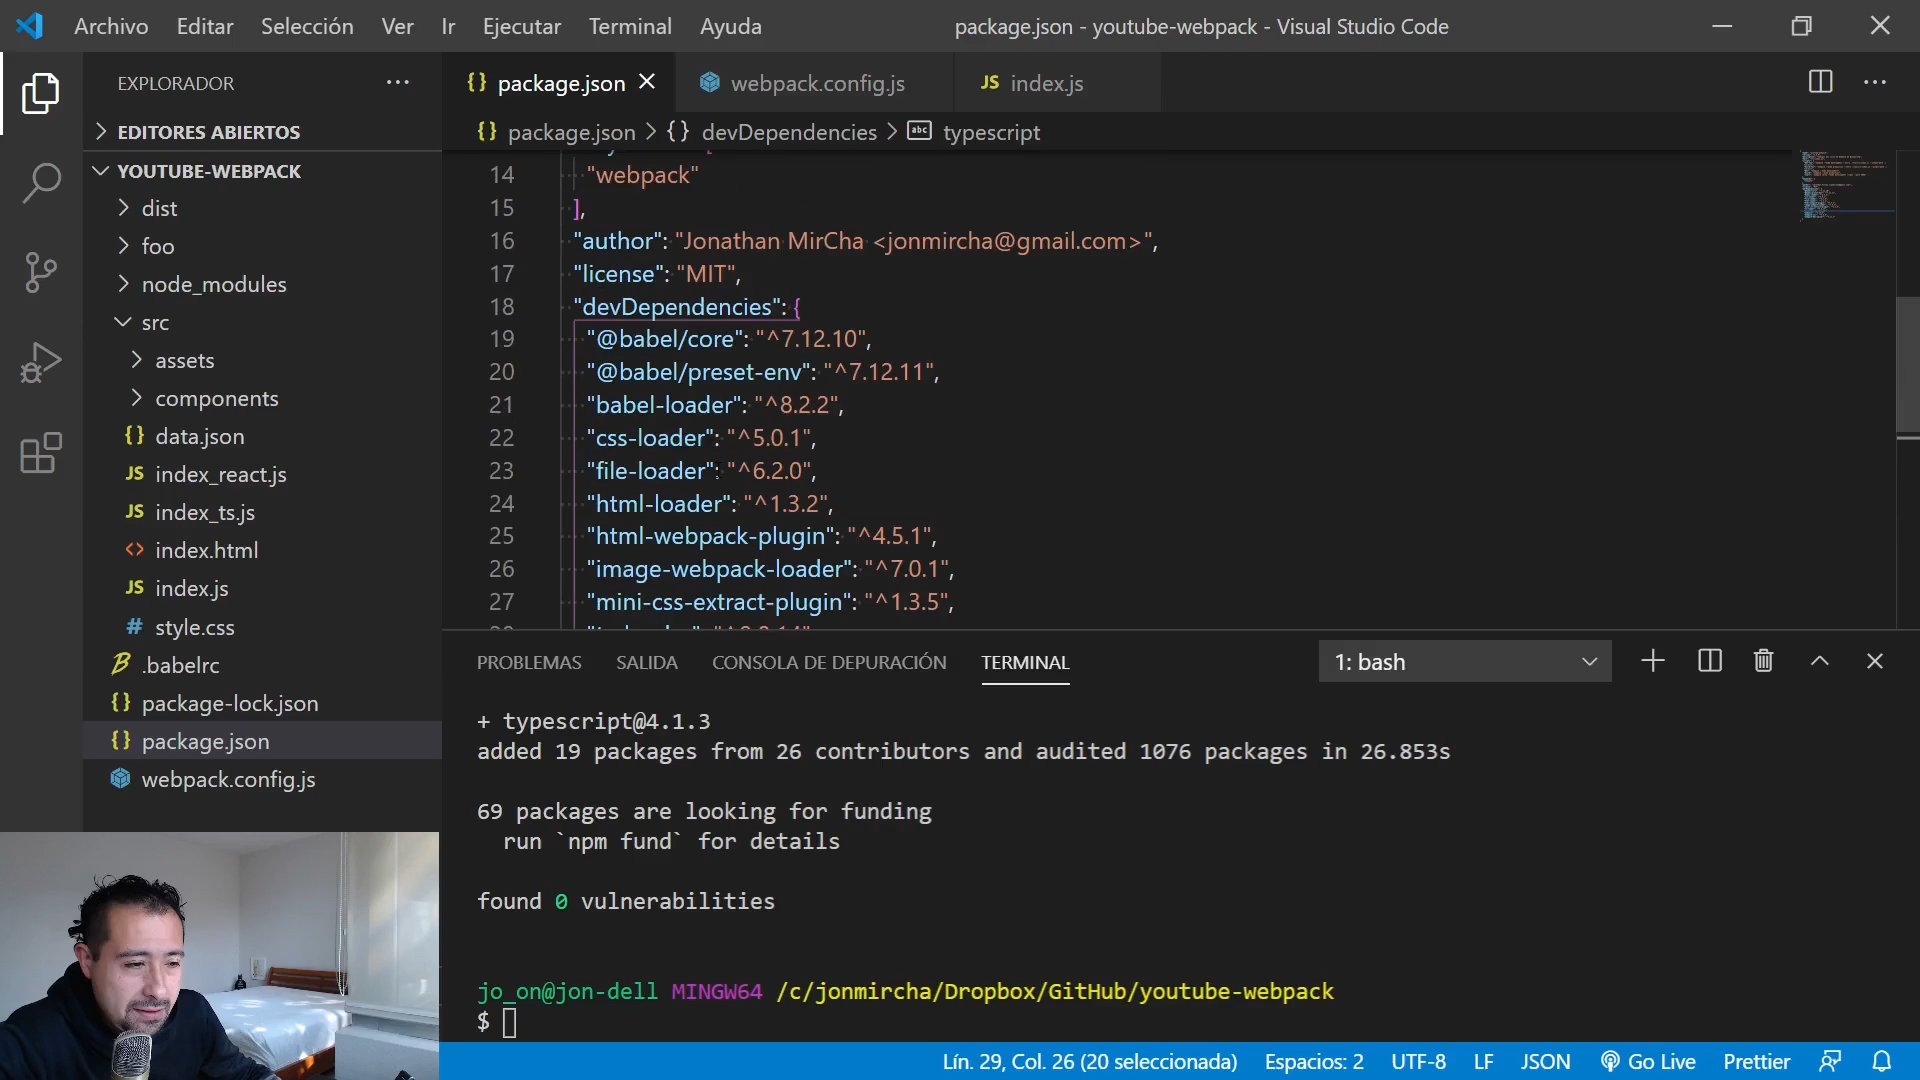 Archivo Editar Selección Ver Ir Ejecutar Terminal Ayuda package.json - youtube-webpack - Visual Studio Code
EXPLORADOR
EDITORES ABIERTOS
YOUTUBE-WEBPACK
dist
foo
node_modules
src
assets
components
{} data.json
JS index_react.js
JS index_ts.js
<> index.html
JS index.js
# style.css
.babelrc
{} package-lock.json
{} package.json
webpack.config.js
{} package.json webpack.config.js JS index.js
{} package.json > {} devDependencies > abc typescript
14 "webpack"
15 ],
16 "author": "Jonathan MirCha <jonmircha@gmail.com>",
17 "license": "MIT",
18 "devDependencies": {
19 "@babel/core": "^7.12.10",
20 "@babel/preset-env": "^7.12.11",
21 "babel-loader": "^8.2.2",
22 "css-loader": "^5.0.1",
23 "file-loader": "^6.2.0",
24 "html-loader": "^1.3.2",
25 "html-webpack-plugin": "^4.5.1",
26 "image-webpack-loader": "^7.0.1",
27 "mini-css-extract-plugin": "^1.3.5",
PROBLEMAS SALIDA CONSOLA DE DEPURACIÓN TERMINAL 1: bash
+ typescript@4.1.3
added 19 packages from 26 contributors and audited 1076 packages in 26.853s
69 packages are looking for funding
run `npm fund` for details
found 0 vulnerabilities
jo_on@jon-dell MINGW64 /c/jonmircha/Dropbox/GitHub/youtube-webpack
$
Lín. 29, Col. 26 (20 seleccionada) Espacios: 2 UTF-8 LF JSON Go Live Prettier